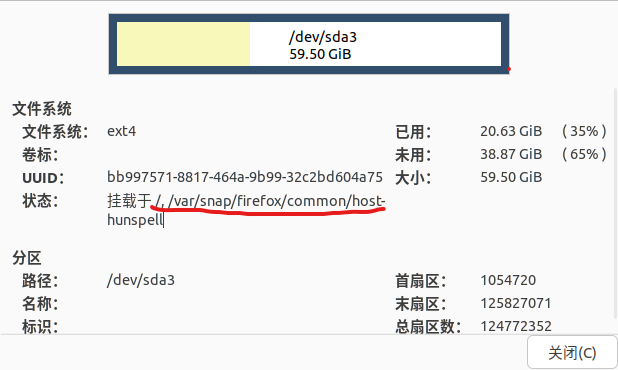 /dev/sda3
59.50 GiB
文件系统
文件系统： ext4 已用： 20.63 GiB ( 35% )
卷标： 未用： 38.87 GiB ( 65% )
UUID： bb997571-8817-464a-9b99-32c2bd604a75 大小： 59.50 GiB
状态： 挂载于 /, /var/snap/firefox/common/host-
hunspell
分区
路径： /dev/sda3 首扇区： 1054720
名称： 末扇区： 125827071
标识： 总扇区数： 124772352
关闭(C)